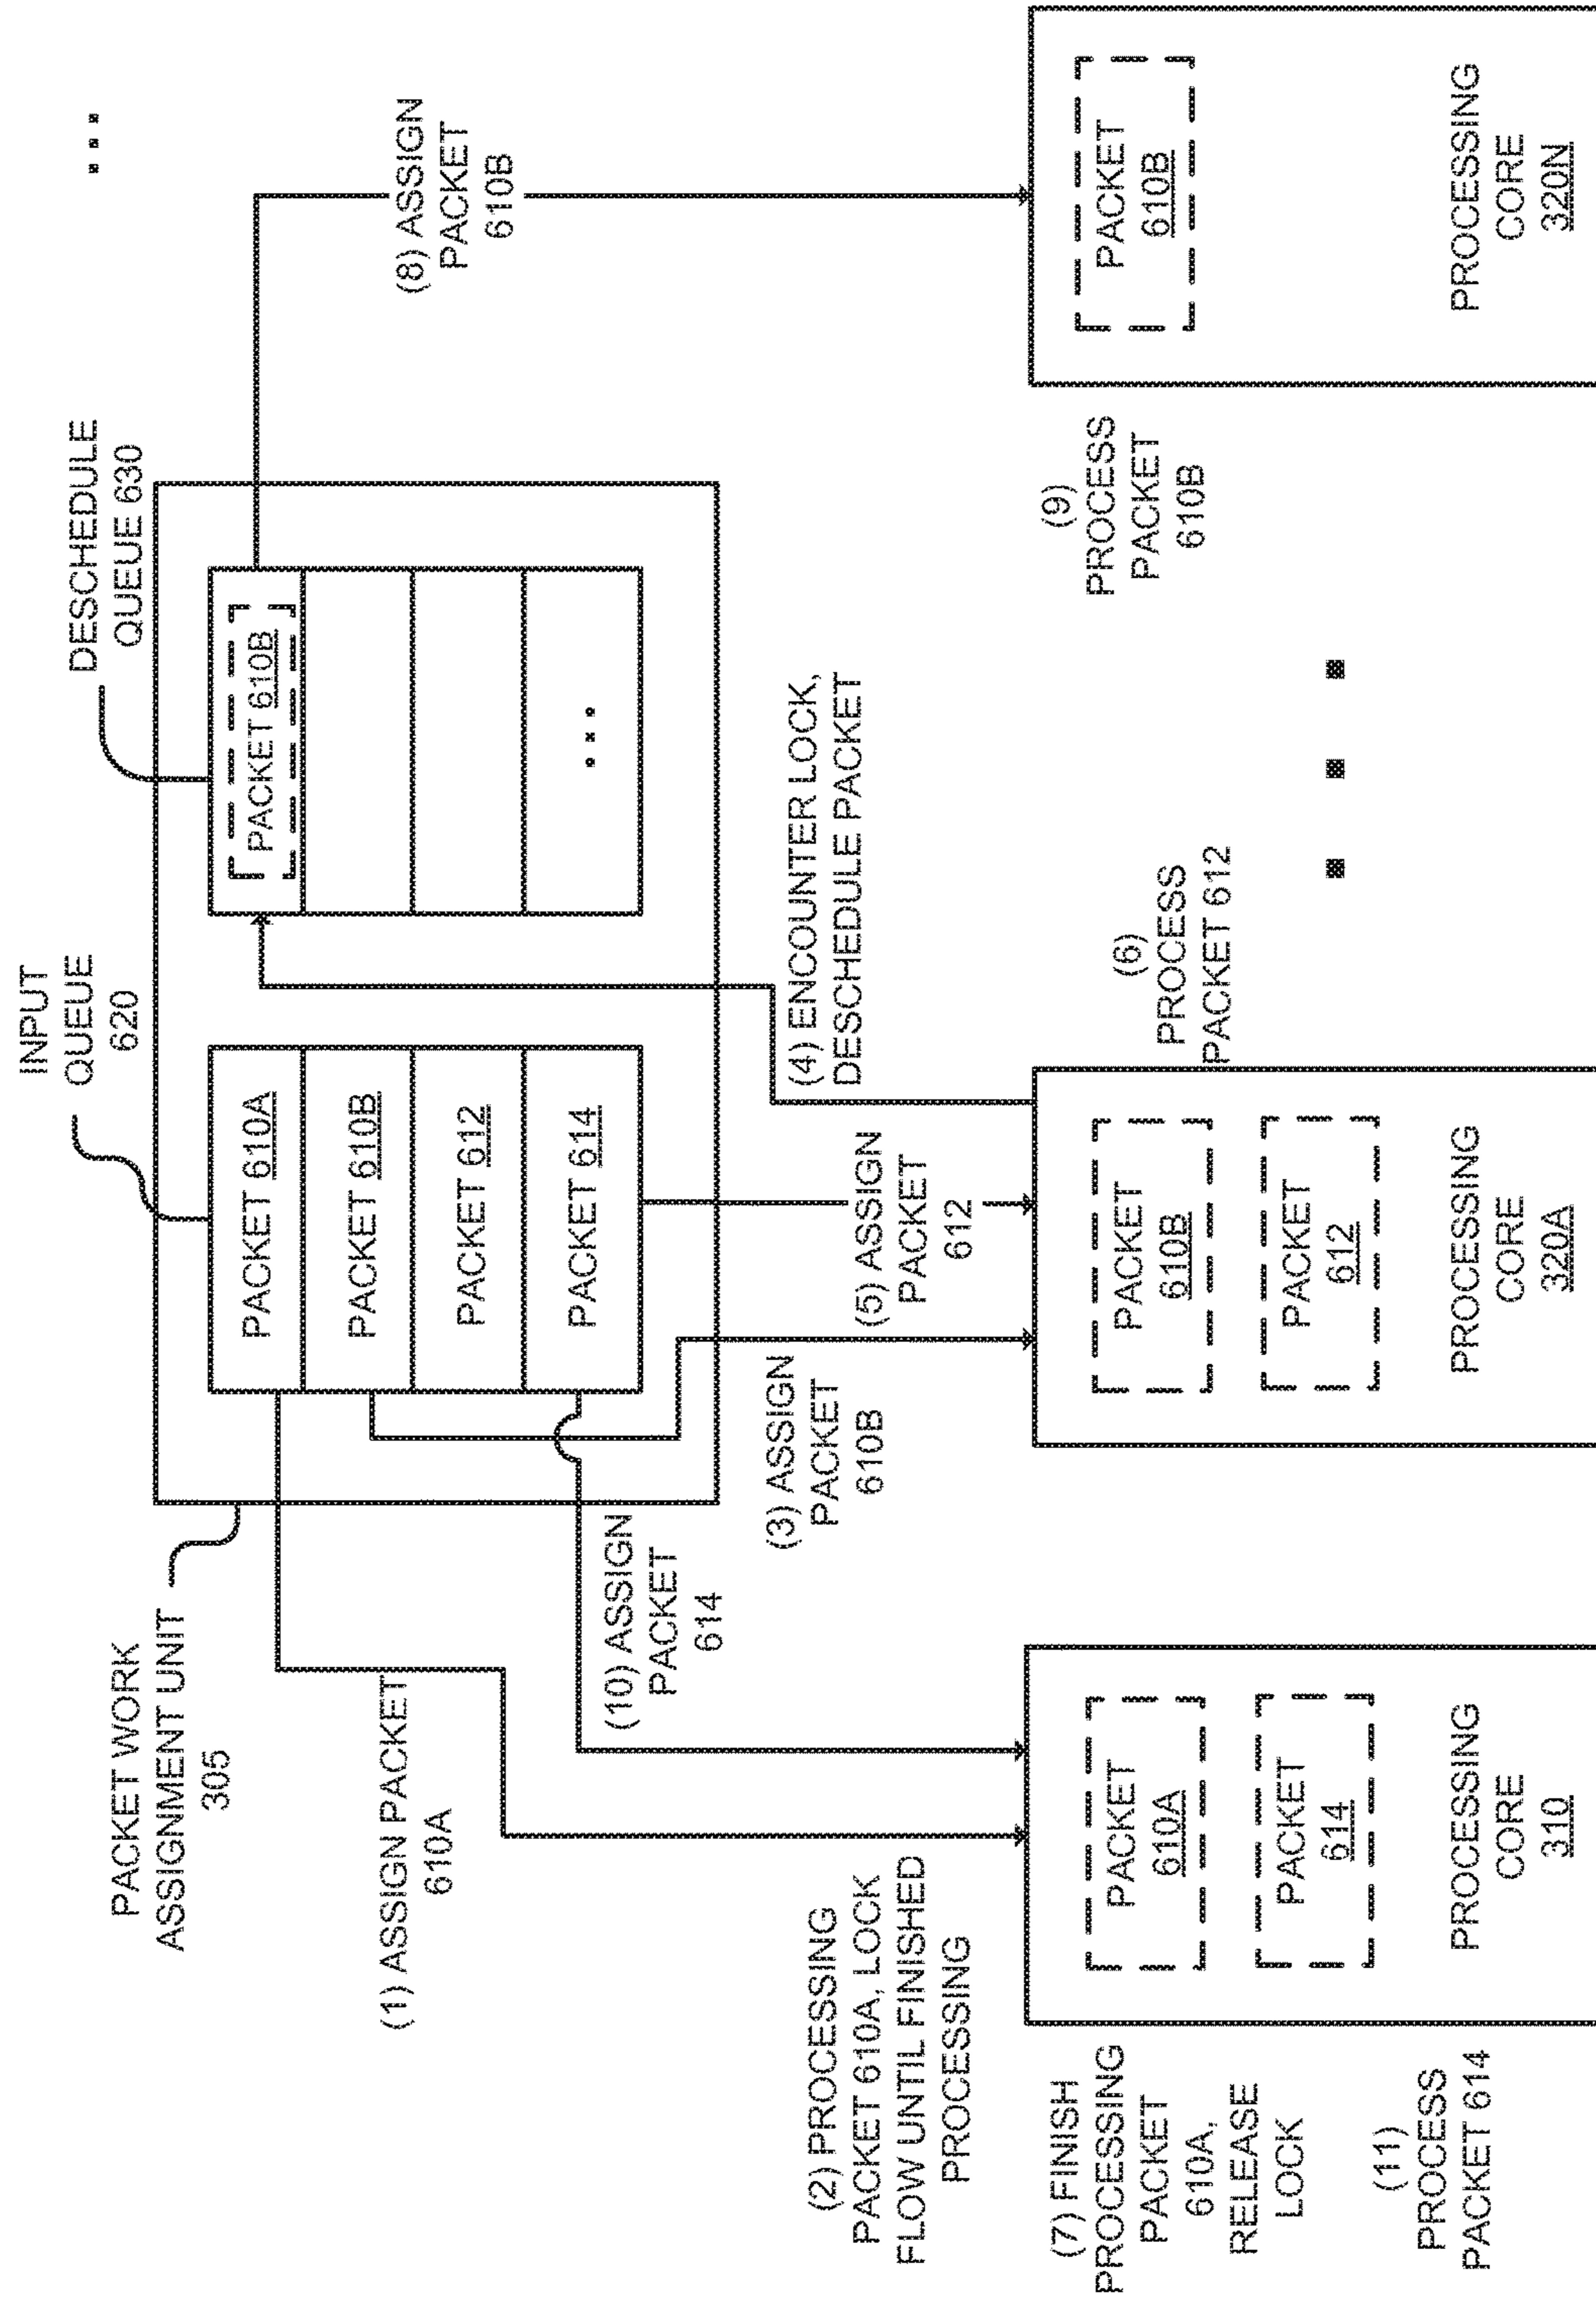 INPUT
QUEUE
620
DESCHEDULE
QUEUE 630
PACKET WORK
ASSIGNMENT UNIT
305
PACKET 610A
PACKET 610B
PACKET 612
PACKET 614
PACKET 610B
(1) ASSIGN PACKET
610A
(10) ASSIGN
PACKET
614
(3) ASSIGN
PACKET
610B
(5) ASSIGN
PACKET
612
(4) ENCOUNTER LOCK,
DESCHEDULE PACKET
(8) ASSIGN
PACKET
610B
(2) PROCESSING
PACKET 610A, LOCK
FLOW UNTIL FINISHED
PROCESSING
(7) FINISH
PROCESSING
PACKET
610A,
RELEASE
LOCK
(11)
PROCESS
PACKET 614
PACKET
610A
PACKET
614
PROCESSING
CORE
310
PACKET
610B
PACKET
612
PROCESSING
CORE
320A
(6)
PROCESS
PACKET 612
(9)
PROCESS
PACKET
610B
PACKET
610B
PROCESSING
CORE
320N